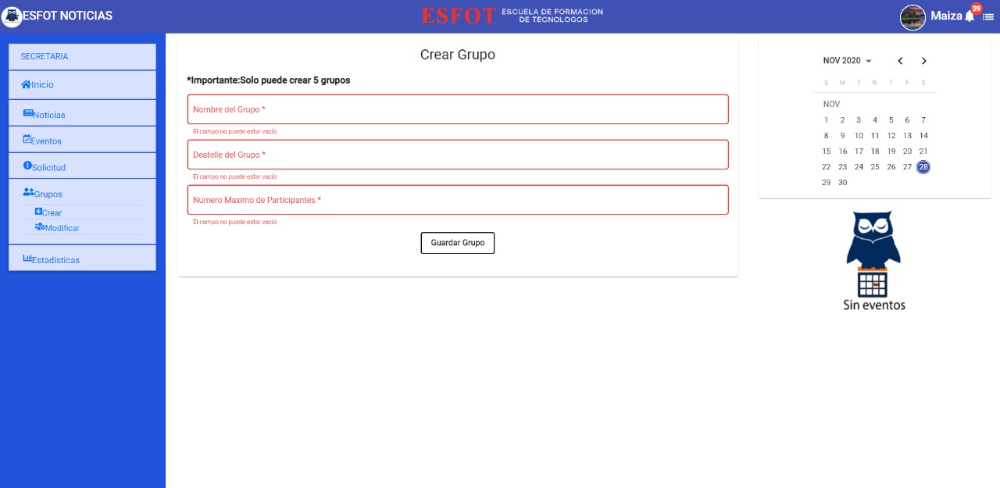 ESFOT NOTICIAS
ESFOT
ESCUELA DE FORMACION
DE TECNOLOGOS
Maiza
39
SECRETARIA
Inicio
Noticias
Eventos
Solicitud
Grupos
Crear
Modificar
Estadísticas
Crear Grupo
*Importante:Solo puede crear 5 grupos
Nombre del Grupo *
El campo no puede estar vacío
Deatelle del Grupo *
El campo no puede estar vacío
Número Maximo de Participantes *
El campo no puede estar vacío
Guardar Grupo
NOV 2020
S M T W T F S
NOV
1 2 3 4 5 6 7
8 9 10 11 12 13 14
15 16 17 18 19 20 21
22 23 24 25 26 27 28
29 30
Sin eventos